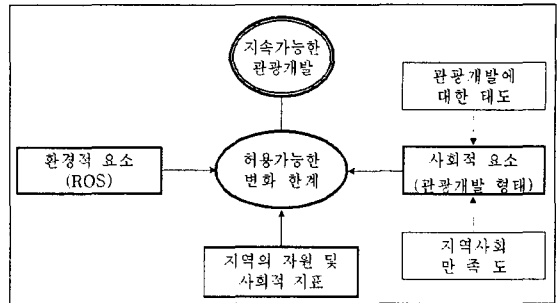 지속가능한
관광개발
관광개발에
대한 태도
환경적 요소
(ROS)
허용가능한
변화 한계
사회적 요소
(관광개발 형태)
지역의 자원 및
사회적 지표
지역사회
만 족 도